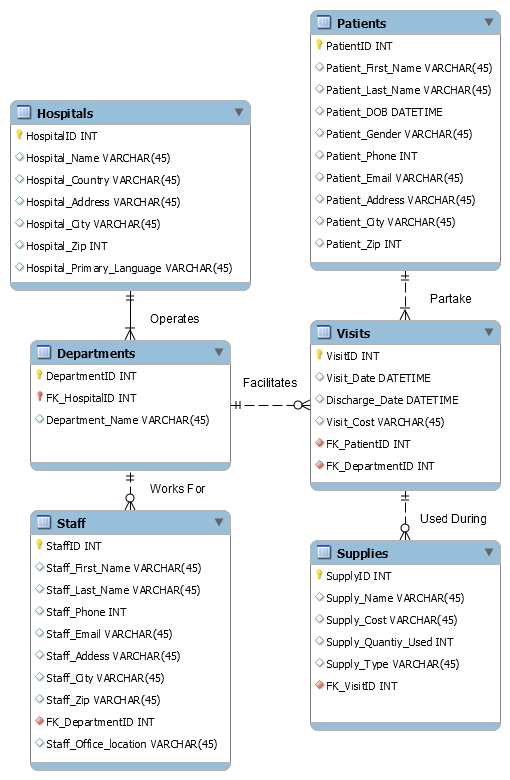 Patients
PatientID INT
Patient_First_Name VARCHAR(45)
Patient_Last_Name VARCHAR(45)
Patient_DOB DATETIME
Patient_Gender VARCHAR(45)
Patient_Phone INT
Patient_Email VARCHAR(45)
Patient_Address VARCHAR(45)
Patient_City VARCHAR(45)
Patient_Zip INT
Hospitals
HospitalID INT
Hospital_Name VARCHAR(45)
Hospital_Country VARCHAR(45)
Hospital_Address VARCHAR(45)
Hospital_City VARCHAR(45)
Hospital_Zip INT
Hospital_Primary_Language VARCHAR(45)
Operates
Partake
Departments
DepartmentID INT
FK_HospitalID INT
Department_Name VARCHAR(45)
Facilitates
Visits
VisitID INT
Visit_Date DATETIME
Discharge_Date DATETIME
Visit_Cost VARCHAR(45)
FK_PatientID INT
FK_DepartmentID INT
Works For
Used During
Staff
StaffID INT
Staff_First_Name VARCHAR(45)
Staff_Last_Name VARCHAR(45)
Staff_Phone INT
Staff_Email VARCHAR(45)
Staff_Addess VARCHAR(45)
Staff_City VARCHAR(45)
Staff_Zip VARCHAR(45)
FK_DepartmentID INT
Staff_Office_location VARCHAR(45)
Supplies
SupplyID INT
Supply_Name VARCHAR(45)
Supply_Cost VARCHAR(45)
Supply_Quantiy_Used INT
Supply_Type VARCHAR(45)
FK_VisitID INT